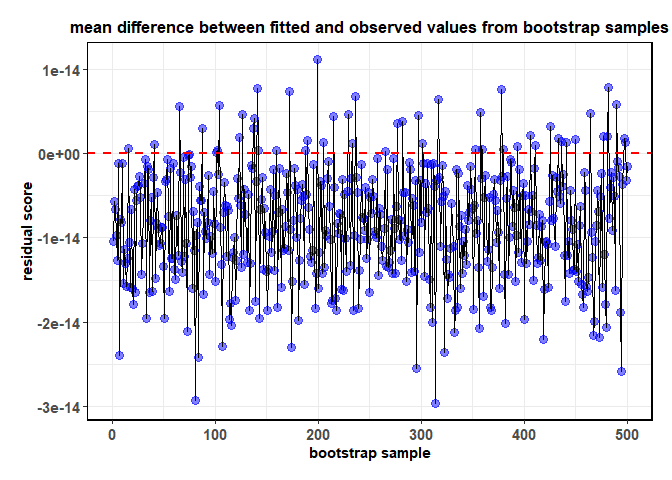 mean difference between fitted and observed values from bootstrap samples
1e-14
0e+00
-1e-14
-2e-14
-3e-14
residual score
0 100 200 300 400 500
bootstrap sample